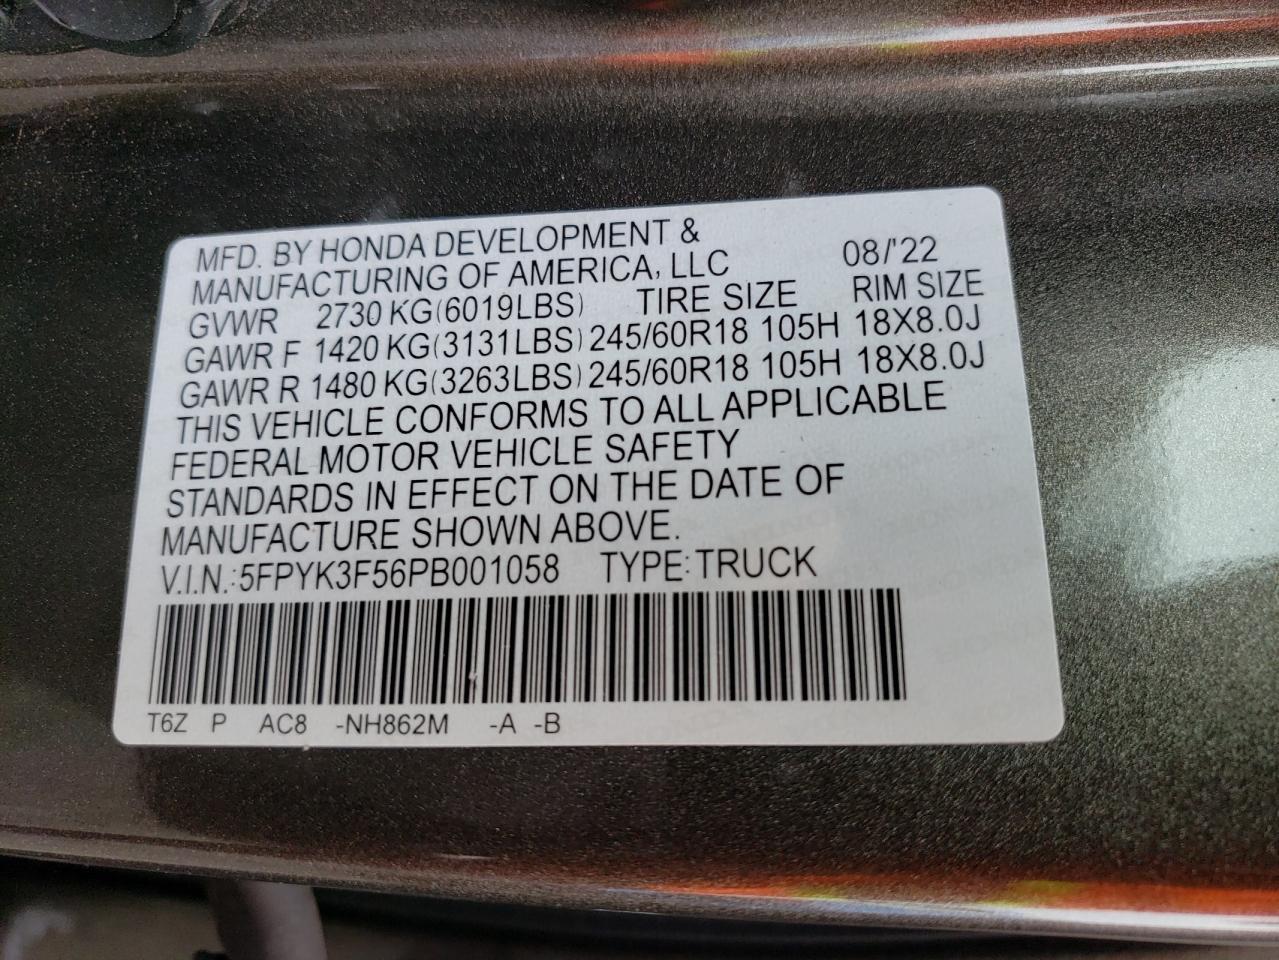 MFD. BY HONDA DEVELOPMENT &
MANUFACTURING OF AMERICA, LLC 08/'22
GVWR 2730 KG(6019LBS) TIRE SIZE RIM SIZE
GAWR F 1420 KG(3131LBS) 245/60R18 105H 18X8.0J
GAWR R 1480 KG(3263LBS) 245/60R18 105H 18X8.0J
THIS VEHICLE CONFORMS TO ALL APPLICABLE
FEDERAL MOTOR VEHICLE SAFETY
STANDARDS IN EFFECT ON THE DATE OF
MANUFACTURE SHOWN ABOVE.
V.I.N.:5FPYK3F56PB001058 TYPE:TRUCK
T6Z P AC8 -NH862M -A -B